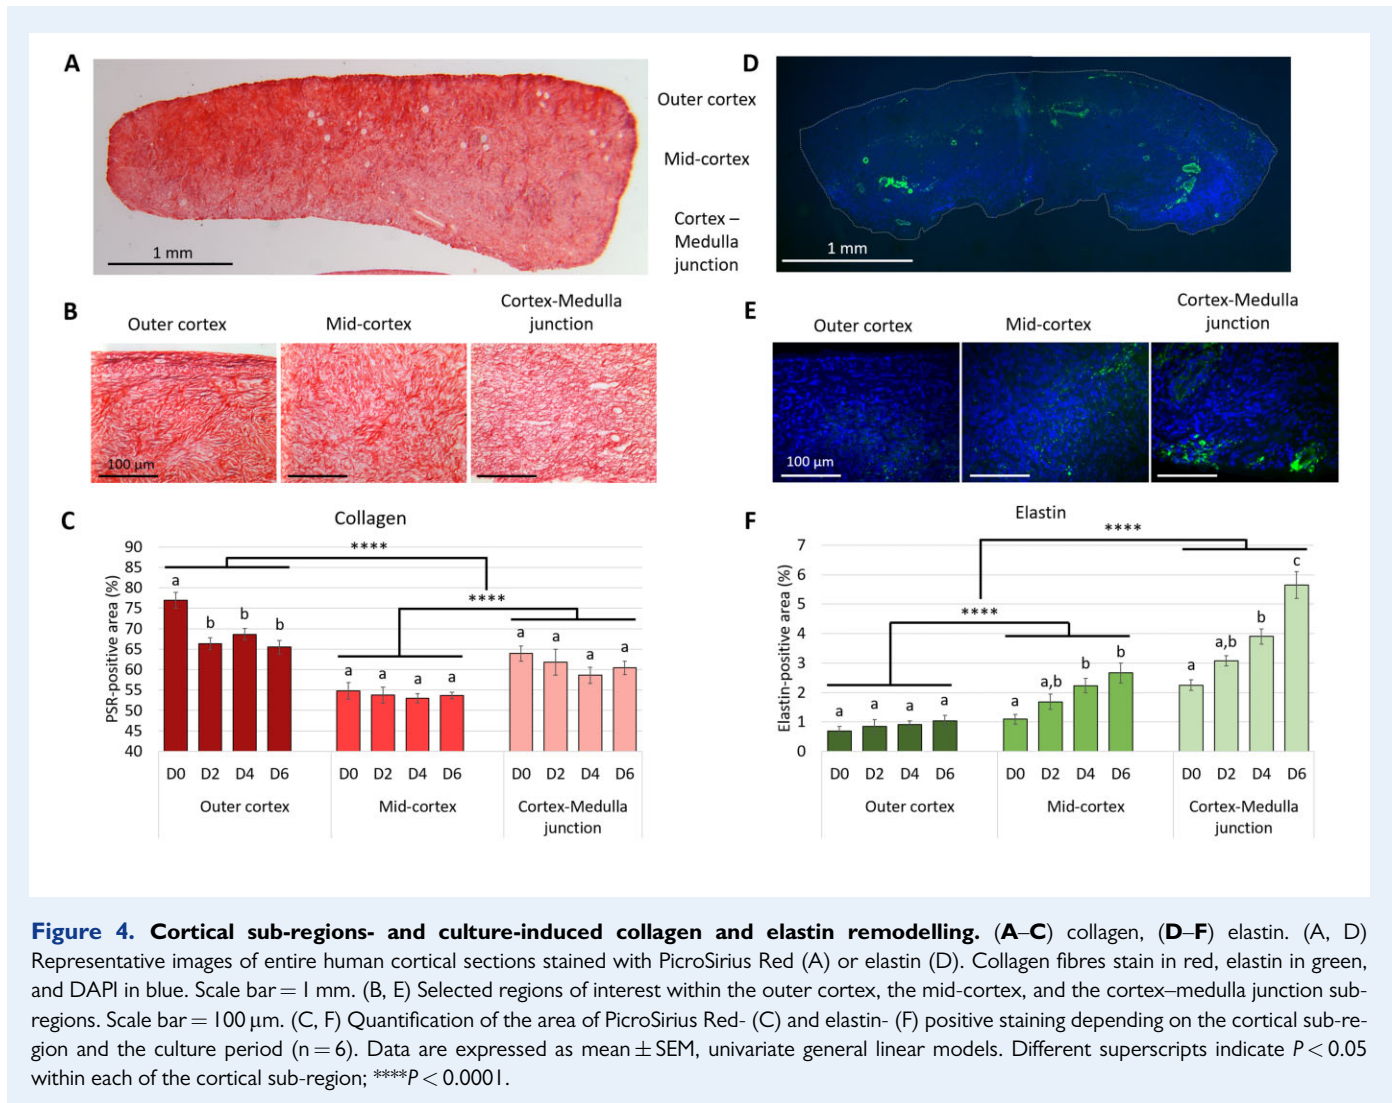 A
1 mm
Outer cortex
Mid-cortex
Cortex –
Medulla
junction
D
1 mm
B
Outer cortex
Mid-cortex
Cortex-Medulla
junction
100 µm
E
Outer cortex
Mid-cortex
Cortex-Medulla
junction
100 µm
C
Collagen
PSR-positive area (%)
90
85
80
75
70
65
60
55
50
45
40
****
****
a
b
b
b
a
a
a
a
a
a
a
a
D0 D2 D4 D6 D0 D2 D4 D6 D0 D2 D4 D6
Outer cortex
Mid-cortex
Cortex-Medulla
junction
F
Elastin
Elastin-positive area (%)
7
6
5
4
3
2
1
0
****
****
a
a
a
a
a
a,b
b
b
a
a,b
b
c
D0 D2 D4 D6 D0 D2 D4 D6 D0 D2 D4 D6
Outer cortex
Mid-cortex
Cortex-Medulla
junction
Figure 4. Cortical sub-regions- and culture-induced collagen and elastin remodelling. (A–C) collagen, (D–F) elastin. (A, D)
Representative images of entire human cortical sections stained with PicroSirius Red (A) or elastin (D). Collagen fibres stain in red, elastin in green,
and DAPI in blue. Scale bar = 1 mm. (B, E) Selected regions of interest within the outer cortex, the mid-cortex, and the cortex–medulla junction sub-
regions. Scale bar = 100 µm. (C, F) Quantification of the area of PicroSirius Red- (C) and elastin- (F) positive staining depending on the cortical sub-re-
gion and the culture period (n = 6). Data are expressed as mean ± SEM, univariate general linear models. Different superscripts indicate P < 0.05
within each of the cortical sub-region; ****P < 0.0001.